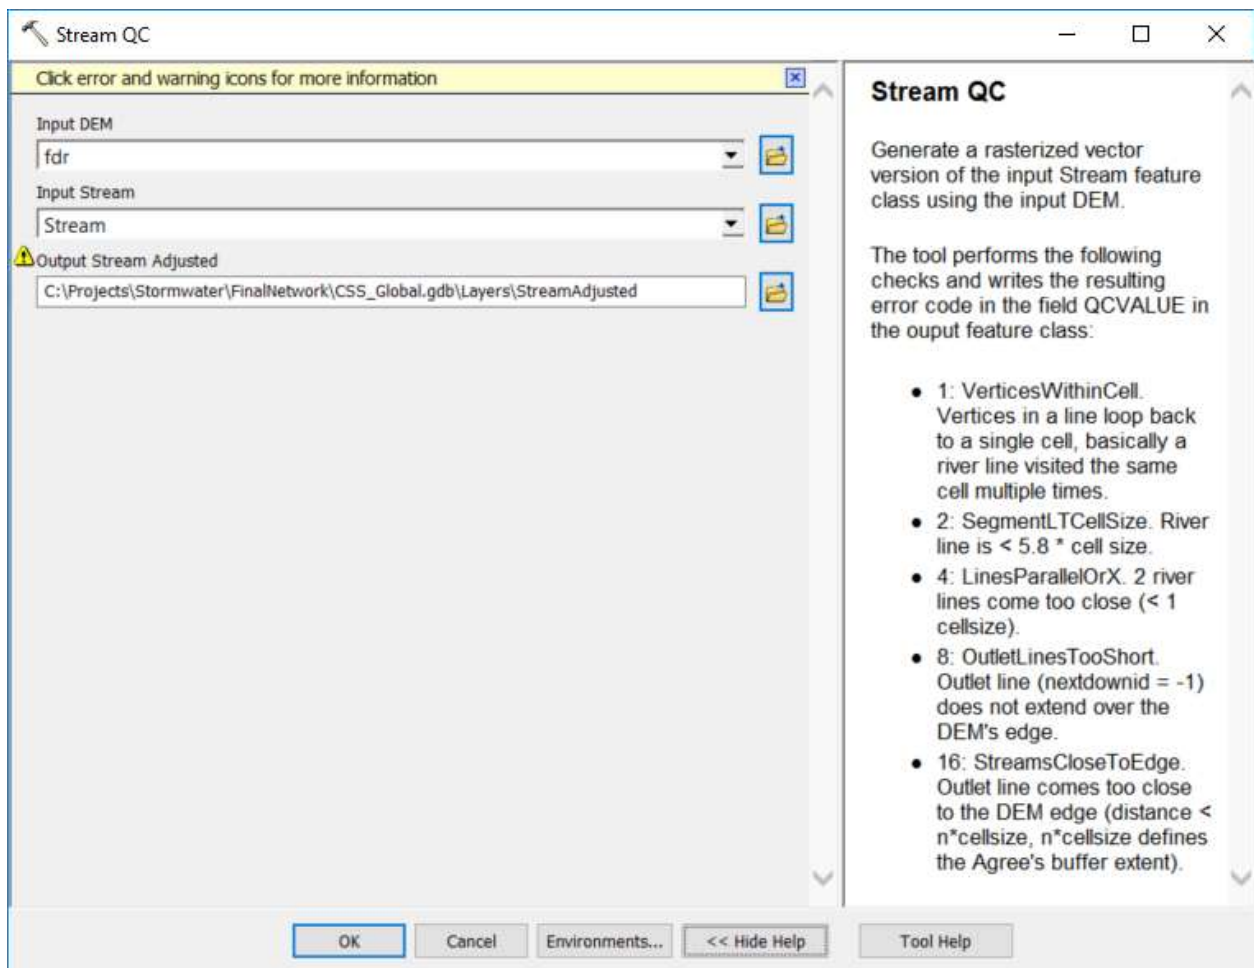 Stream QC
Click error and warning icons for more information
Input DEM
fdr
Input Stream
Stream
Output Stream Adjusted
C:\Projects\Stormwater\FinalNetwork\CSS_Global.gdb\Layers\StreamAdjusted
Stream QC
Generate a rasterized vector
version of the input Stream feature
class using the input DEM.
The tool performs the following
checks and writes the resulting
error code in the field QCVALUE in
the ouput feature class:
• 1: VerticesWithinCell.
Vertices in a line loop back
to a single cell, basically a
river line visited the same
cell multiple times.
• 2: SegmentLTCellSize. River
line is < 5.8 * cell size.
• 4: LinesParallelOrX. 2 river
lines come too close (< 1
cellsize).
• 8: OutletLinesTooShort.
Outlet line (nextdownid = -1)
does not extend over the
DEM's edge.
• 16: StreamsCloseToEdge.
Outlet line comes too close
to the DEM edge (distance <
n*cellsize, n*cellsize defines
the Agree's buffer extent).
OK
Cancel
Environments...
<< Hide Help
Tool Help